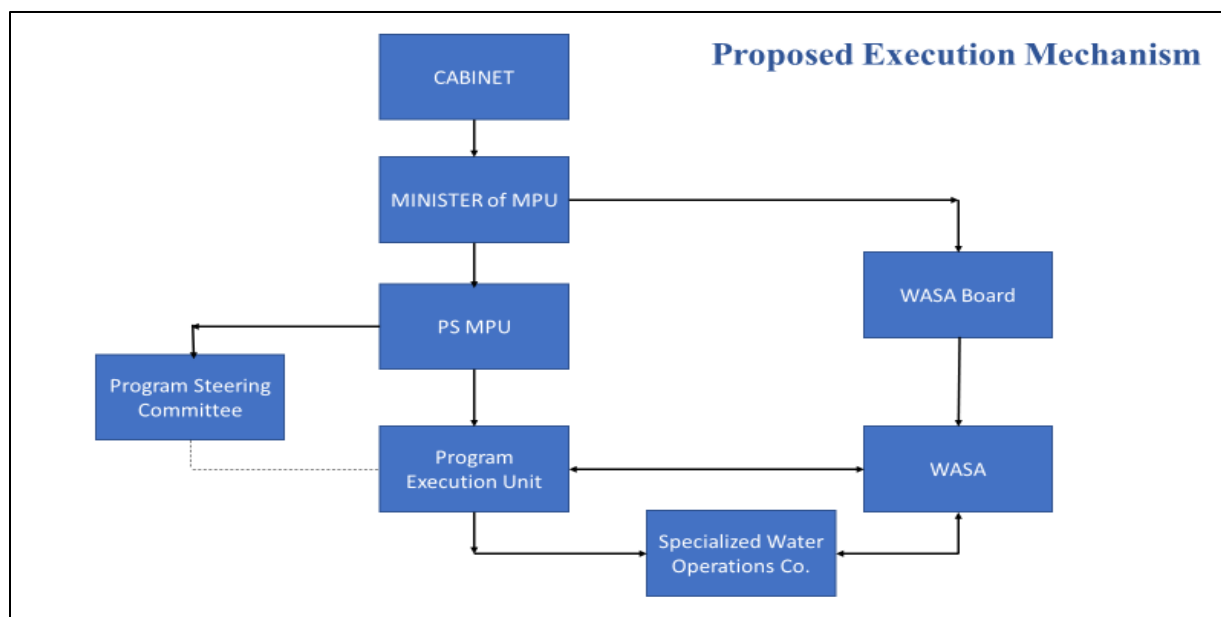 Proposed Execution Mechanism
CABINET
MINISTER of MPU
WASA Board
PS MPU
Program Steering
Committee
Program
Execution Unit
WASA
Specialized Water
Operations Co.